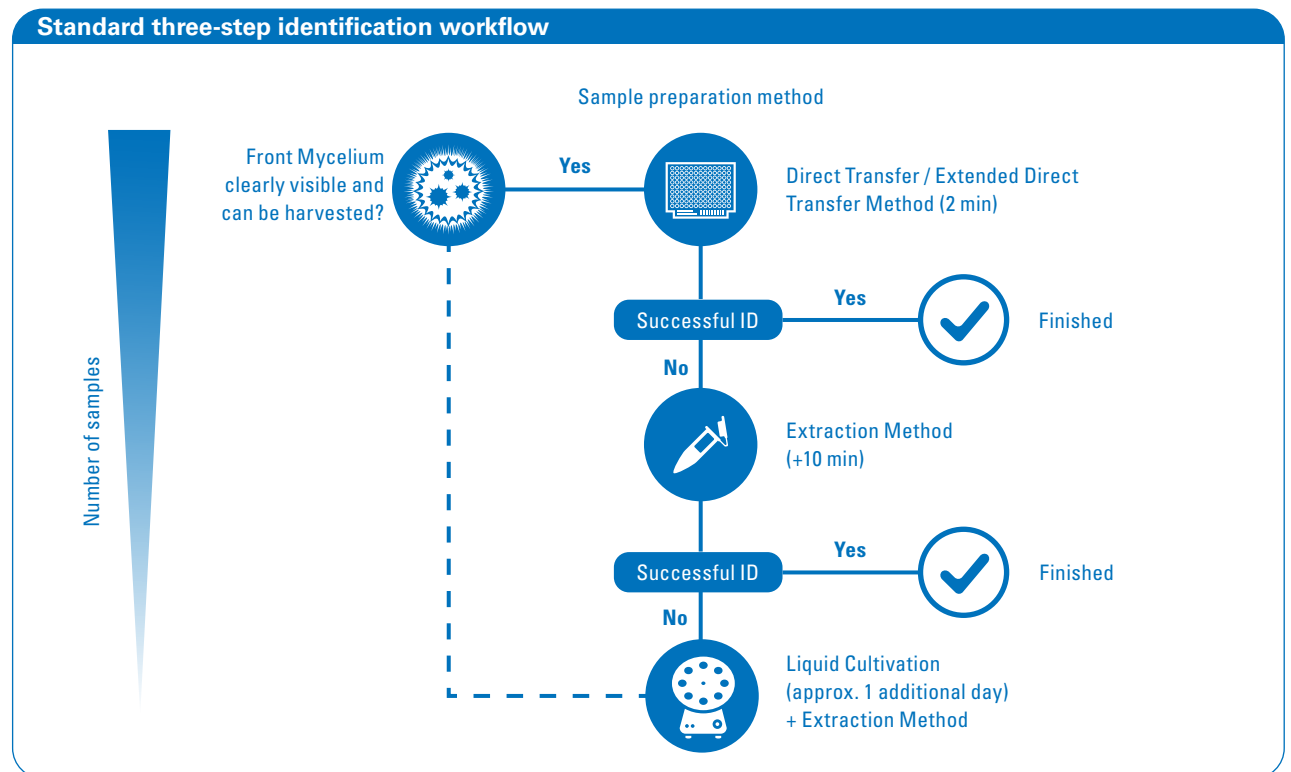 Standard three-step identification workflow
Sample preparation method
Front Mycelium
clearly visible and
can be harvested?
Yes
Direct Transfer / Extended Direct
Transfer Method (2 min)
Successful ID
Yes
Finished
No
Number of samples
Extraction Method
(+10 min)
Successful ID
Yes
Finished
No
Liquid Cultivation
(approx. 1 additional day)
+ Extraction Method